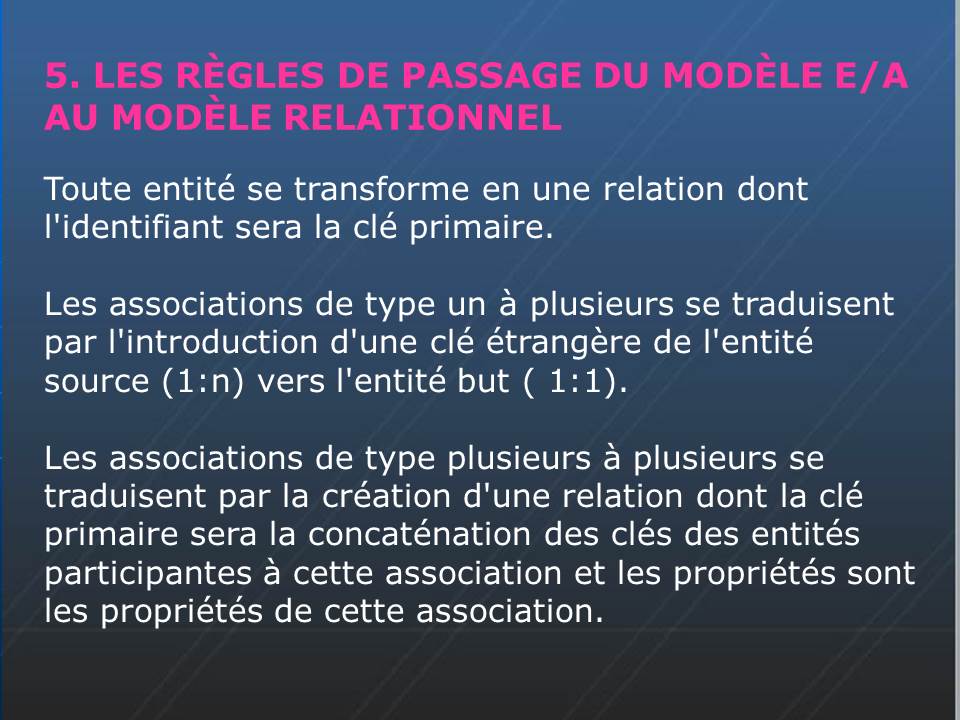 5. LES RÈGLES DE PASSAGE DU MODÈLE E/A
AU MODÈLE RELATIONNEL
Toute entité se transforme en une relation dont
l'identifiant sera la clé primaire.
Les associations de type un à plusieurs se traduisent
par l'introduction d'une clé étrangère de l'entité
source (1:n) vers l'entité but ( 1:1).
Les associations de type plusieurs à plusieurs se
traduisent par la création d'une relation dont la clé
primaire sera la concaténation des clés des entités
participantes à cette association et les propriétés sont
les propriétés de cette association.